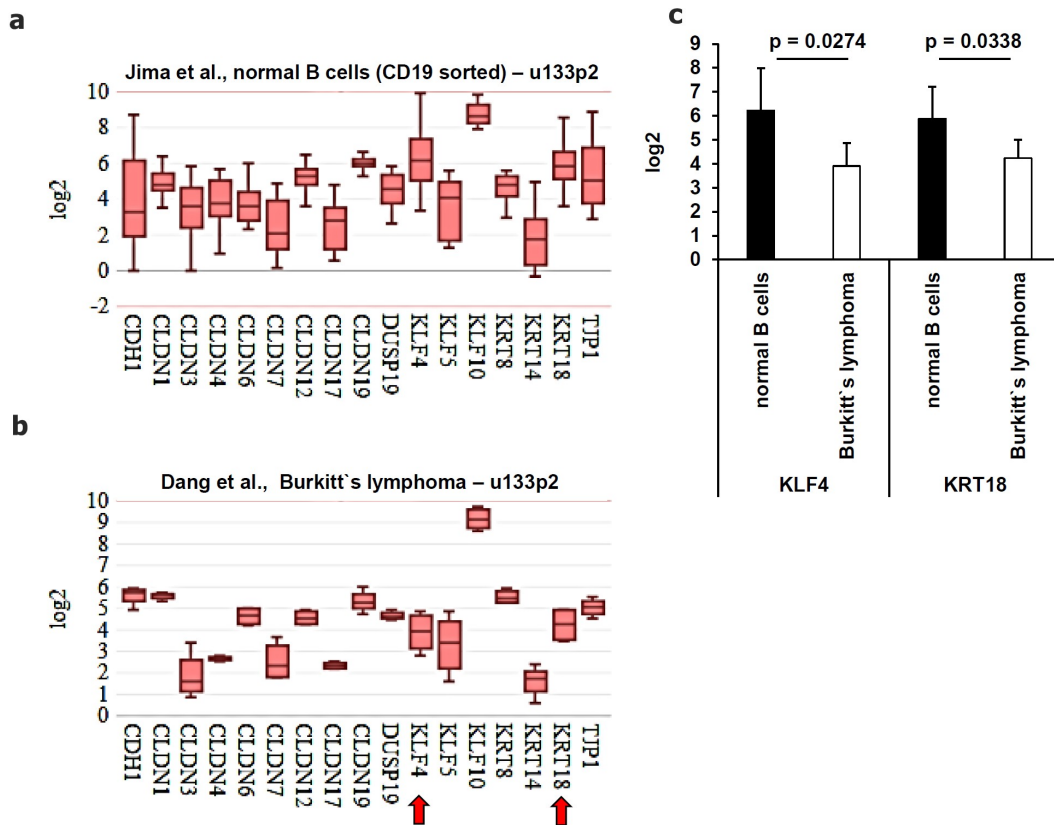 a
Jima et al., normal B cells (CD19 sorted) – u133p2
log2
10
8
6
4
2
0
-2
CDH1
CLDN1
CLDN3
CLDN4
CLDN6
CLDN7
CLDN12
CLDN17
CLDN19
DUSP19
KLF4
KLF5
KLF10
KRT8
KRT14
KRT18
TJP1
b
Dang et al., Burkitt`s lymphoma – u133p2
log2
10
9
8
7
6
5
4
3
2
1
0
CDH1
CLDN1
CLDN3
CLDN4
CLDN6
CLDN7
CLDN12
CLDN17
CLDN19
DUSP19
KLF4
KLF5
KLF10
KRT8
KRT14
KRT18
TJP1
c
p = 0.0274
p = 0.0338
log2
9
8
7
6
5
4
3
2
1
0
normal B cells
Burkitt`s lymphoma
normal B cells
Burkitt`s lymphoma
KLF4
KRT18